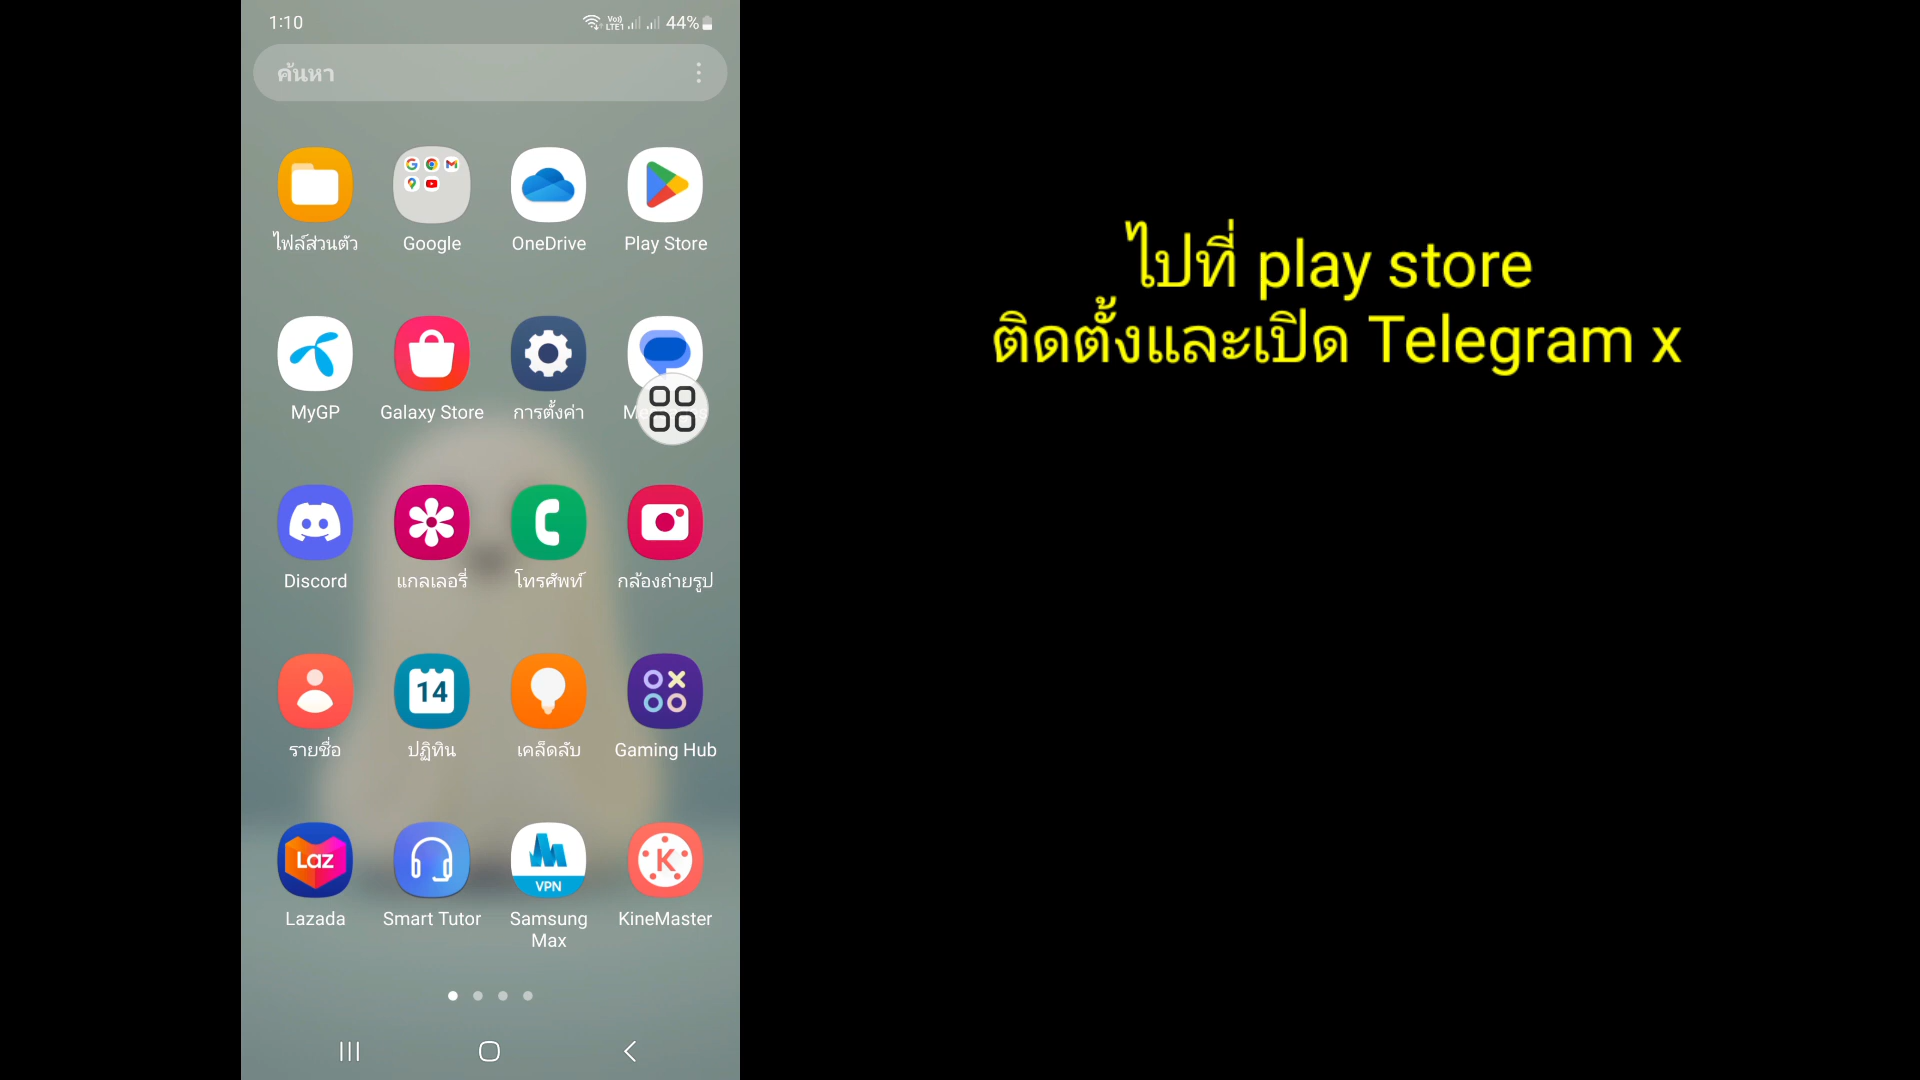 1:10
Vo)) LTE1 44%
ค้นหา
ไฟล์ส่วนตัว Google OneDrive Play Store
MyGP Galaxy Store การตั้งค่า
Discord แกลเลอรี่ โทรศัพท์ กล้องถ่ายรูป
14
รายชื่อ ปฏิทิน เคล็ดลับ Gaming Hub
Laz VPN K
Lazada Smart Tutor Samsung Max KineMaster
ไปที่ play store
ติดตั้งและเปิด Telegram x